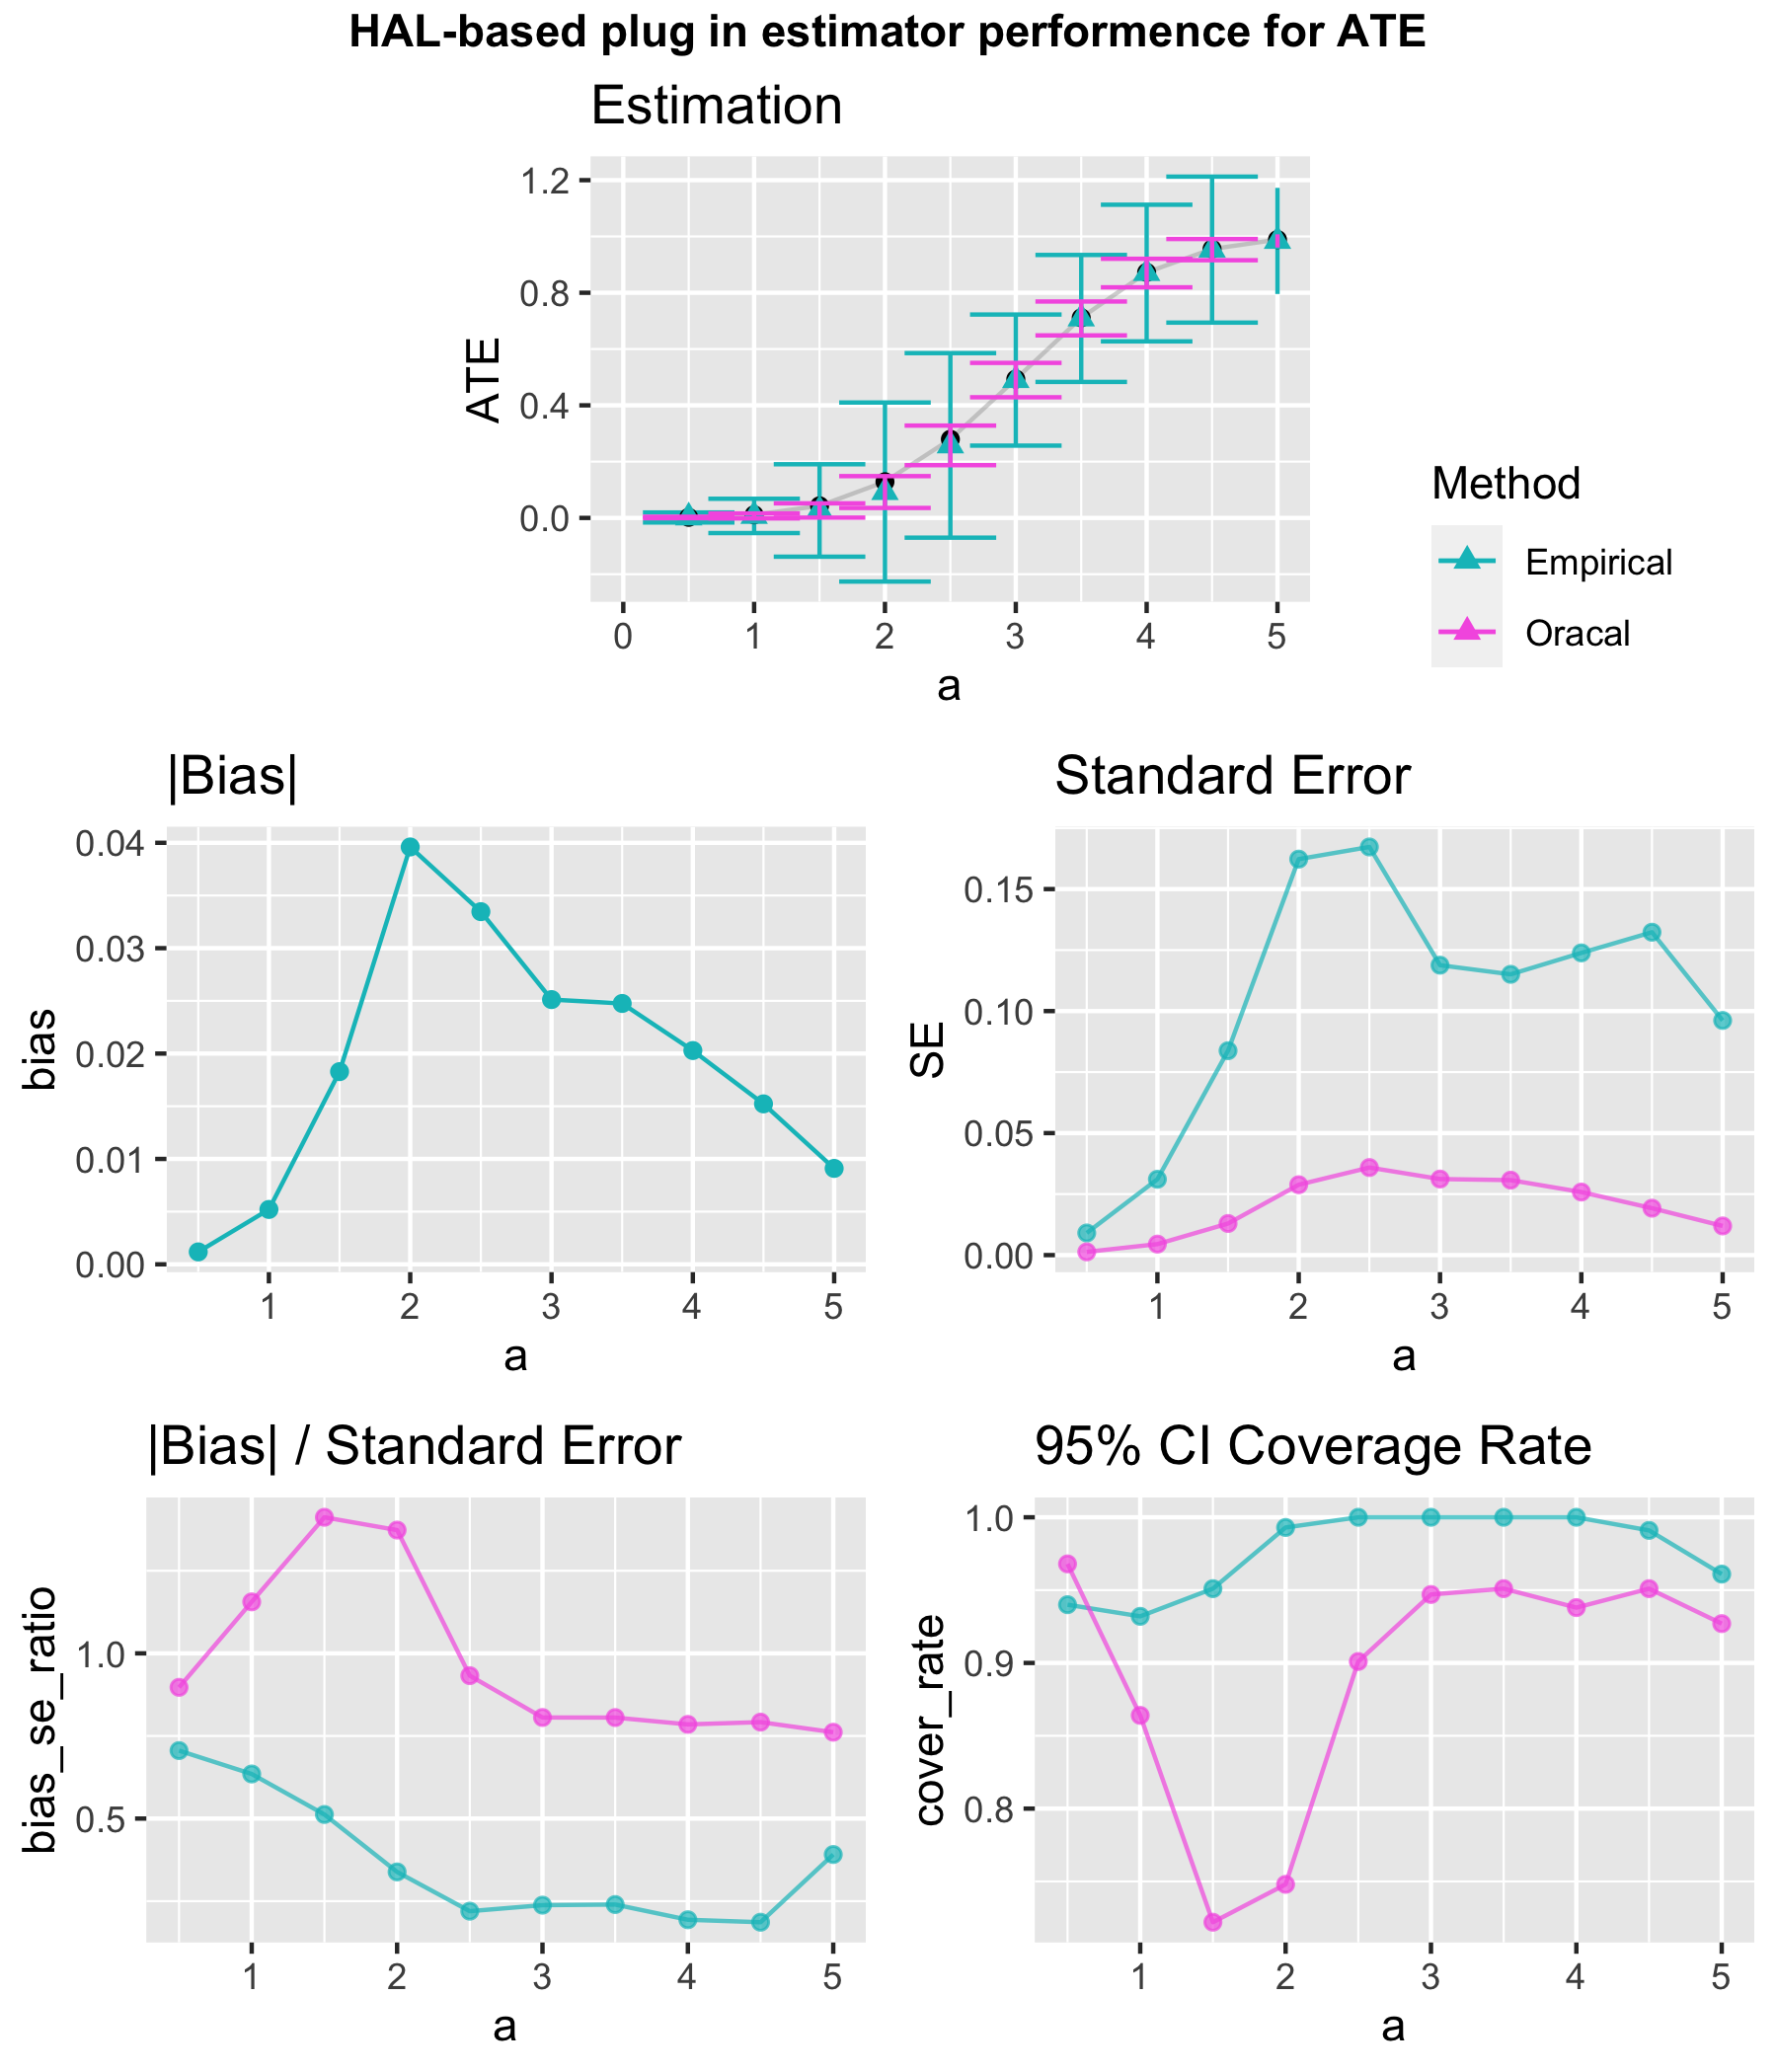 HAL-based plug in estimator performence for ATE
Estimation
1.2
0.8
0.4
0.0
ATE
0 1 2 3 4 5
a
Method
Empirical
Oracal
|Bias|
0.04
0.03
0.02
0.01
0.00
bias
1 2 3 4 5
a
Standard Error
0.15
0.10
0.05
0.00
SE
1 2 3 4 5
a
|Bias| / Standard Error
1.0
0.5
bias_se_ratio
1 2 3 4 5
a
95% CI Coverage Rate
1.0
0.9
0.8
cover_rate
1 2 3 4 5
a